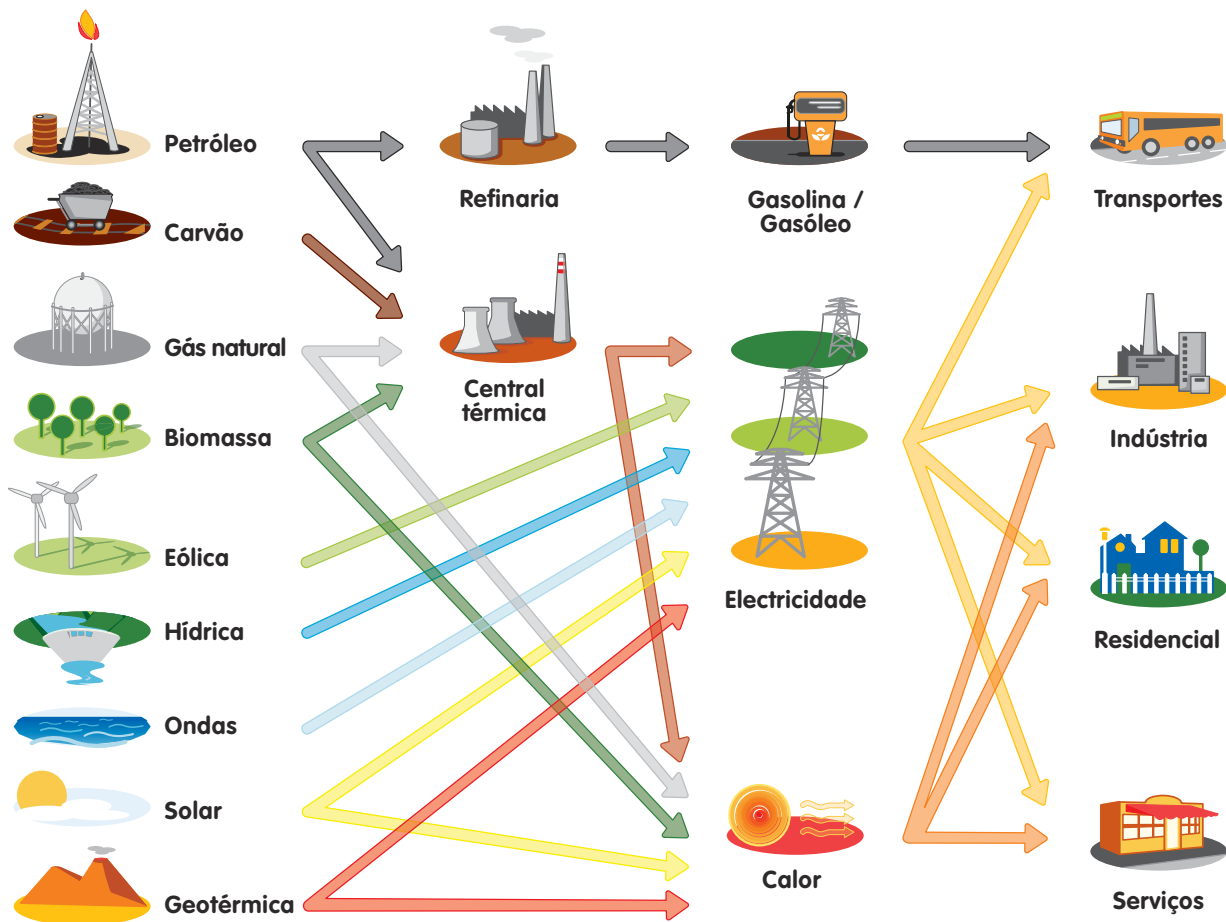 Petróleo
Carvão
Gás natural
Biomassa
Eólica
Hídrica
Ondas
Solar
Geotérmica
Refinaria
Central
térmica
Gasolina /
Gasóleo
Electricidade
Calor
Transportes
Indústria
Residencial
Serviços